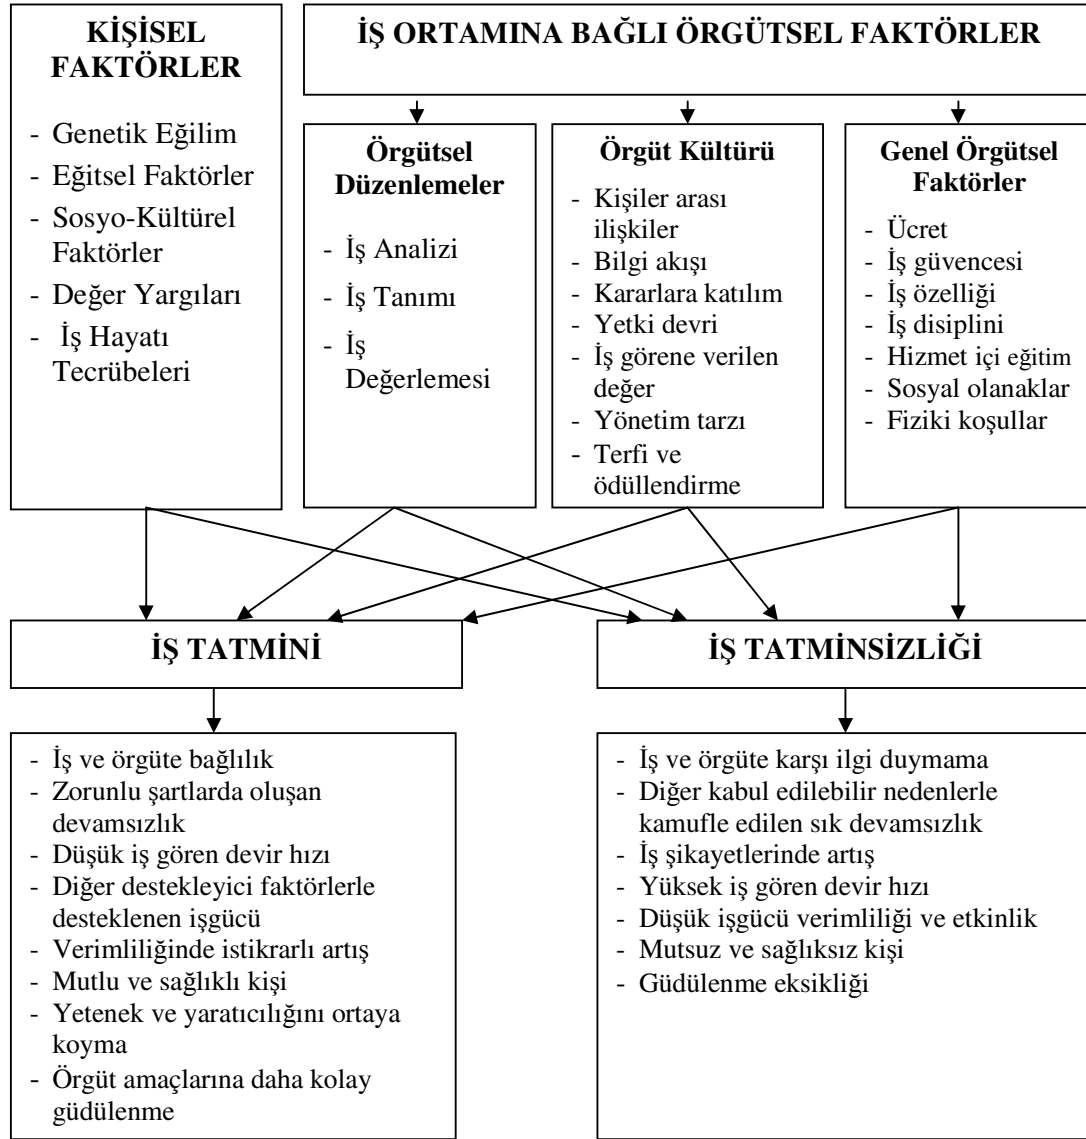 KİŞİSEL
FAKTÖRLER
- Genetik Eğilim
- Eğitsel Faktörler
- Sosyo-Kültürel
Faktörler
- Değer Yargıları
- İş Hayatı
Tecrübeleri
İŞ ORTAMINA BAĞLI ÖRGÜTSEL FAKTÖRLER
Örgütsel
Düzenlemeler
- İş Analizi
- İş Tanımı
- İş
Değerlemesi
Örgüt Kültürü
- Kişiler arası
ilişkiler
- Bilgi akışı
- Kararlara katılım
- Yetki devri
- İş görene verilen
değer
- Yönetim tarzı
- Terfi ve
ödüllendirme
Genel Örgütsel
Faktörler
- Ücret
- İş güvencesi
- İş özelliği
- İş disiplini
- Hizmet içi eğitim
- Sosyal olanaklar
- Fiziki koşullar
İŞ TATMİNİ
- İş ve örgüte bağlılık
- Zorunlu şartlarda oluşan
devamsızlık
- Düşük iş gören devir hızı
- Diğer destekleyici faktörlerle
desteklenen işgücü
- Verimliliğinde istikrarlı artış
- Mutlu ve sağlıklı kişi
- Yetenek ve yaratıcılığını ortaya
koyma
- Örgüt amaçlarına daha kolay
güdülenme
İŞ TATMİNSİZLİĞİ
- İş ve örgüte karşı ilgi duymama
- Diğer kabul edilebilir nedenlerle
kamufle edilen sık devamsızlık
- İş şikayetlerinde artış
- Yüksek iş gören devir hızı
- Düşük işgücü verimliliği ve etkinlik
- Mutsuz ve sağlıksız kişi
- Güdülenme eksikliği